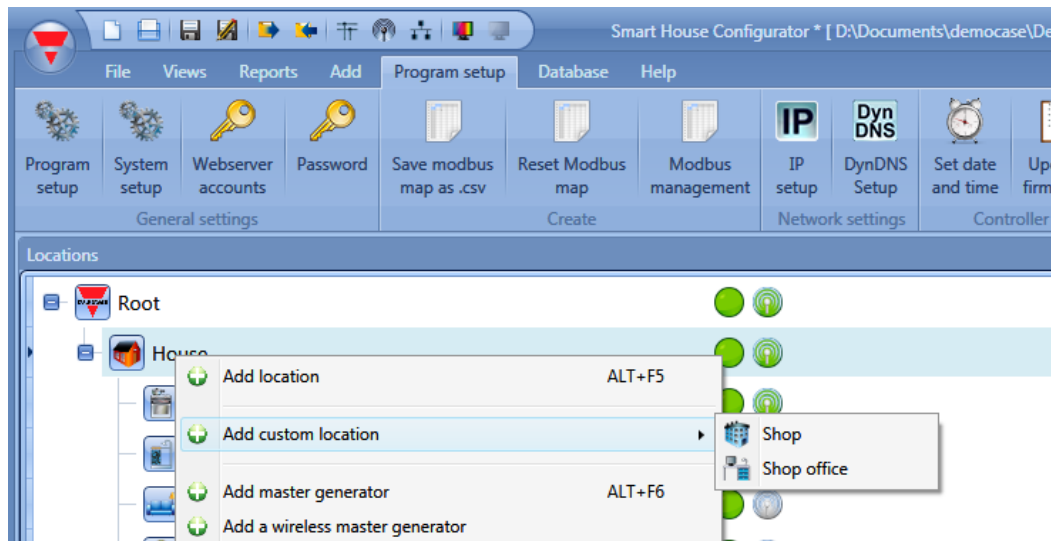 Smart House Configurator * [ D:\Documents\democase\De
File Views Reports Add Program setup Database Help
IP Dyn
DNS
Program System Webserver Password Save modbus Reset Modbus Modbus IP DynDNS Set date
setup setup accounts map as .csv map management setup Setup and time
General settings Create Network settings Controller
Locations
Root
House
Add location ALT+F5
Add custom location Shop
Shop office
Add master generator ALT+F6
Add a wireless master generator